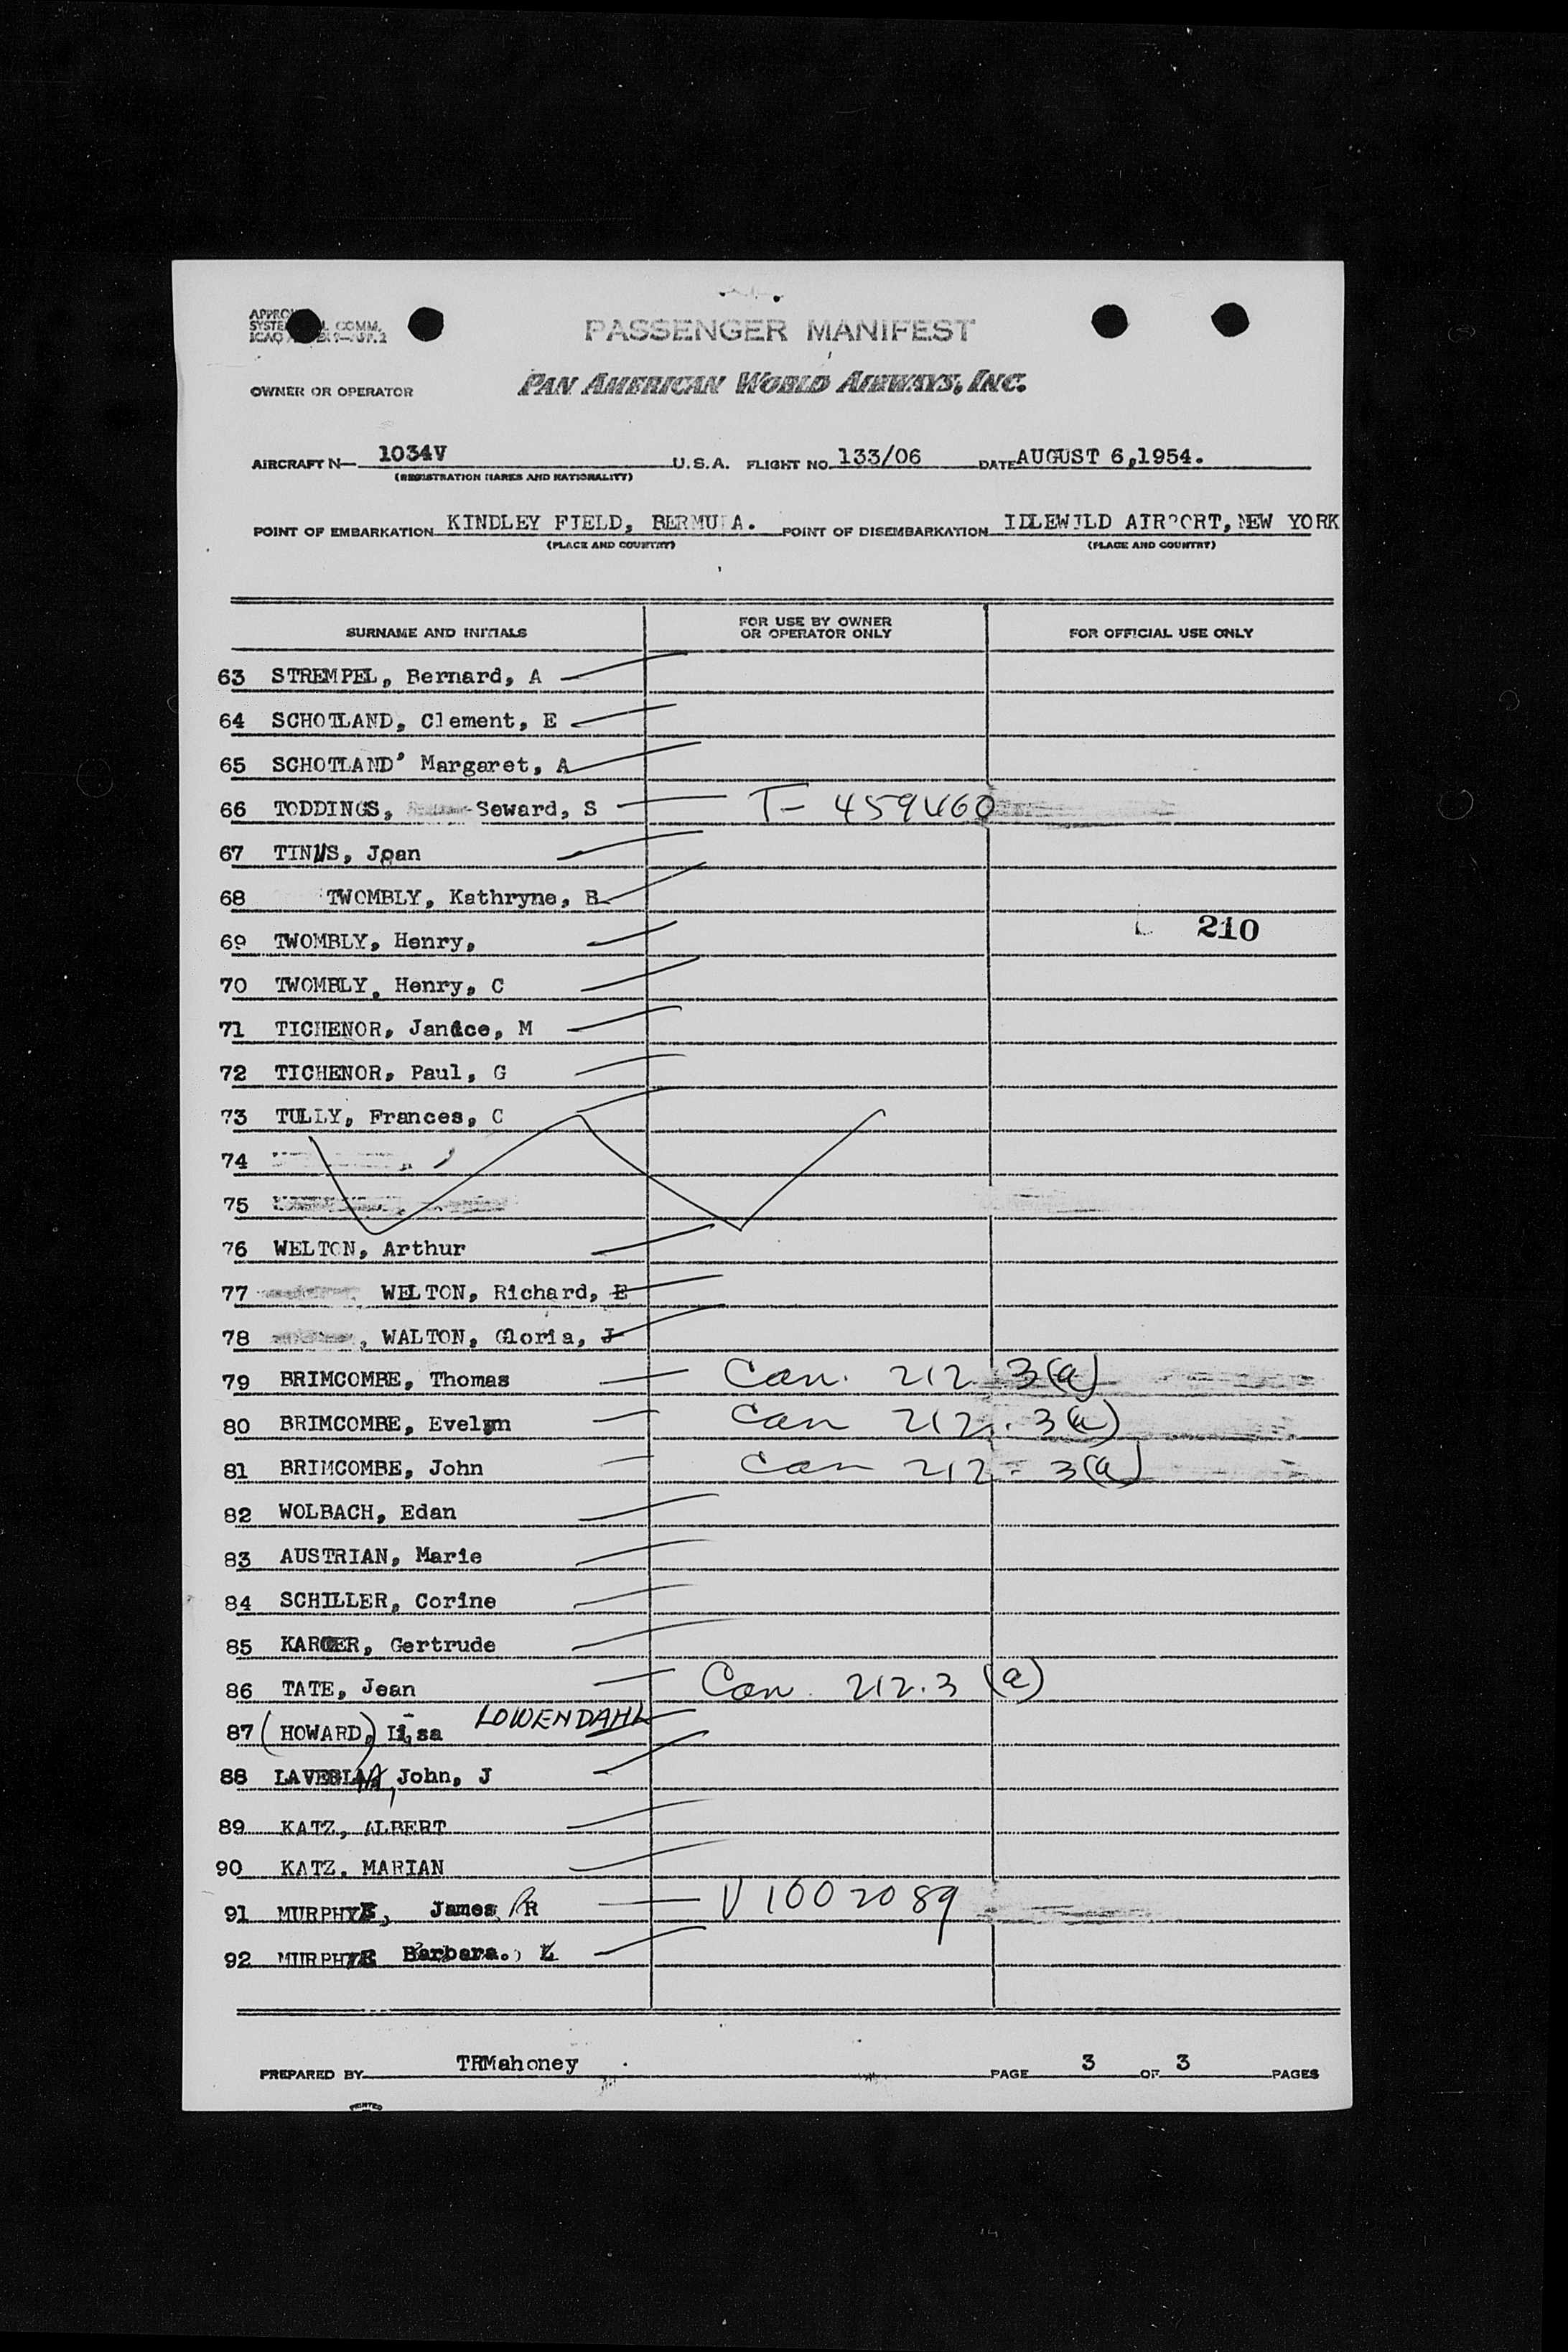 PASSENGER MANIFEST
OWNER OR OPERATOR PAN AMERICAN WORLD AIRWAYS, INC.
AIRCRAFT N— 1034V U.S.A. FLIGHT NO. 133/06 DATE AUGUST 6,1954.
(REGISTRATION MARKS AND NATIONALITY)
POINT OF EMBARKATION KINDLEY FIELD, BERMUDA. POINT OF DISEMBARKATION IDLEWILD AIRPORT, NEW YORK
(PLACE AND COUNTRY) (PLACE AND COUNTRY)
SURNAME AND INITIALS FOR USE BY OWNER OR OPERATOR ONLY FOR OFFICIAL USE ONLY
63 STREMPEL, Bernard, A
64 SCHOTLAND, Clement, E
65 SCHOTLAND' Margaret, A
66 TODDINGS, Seward, S T- 459460
67 TINUS, Joan
68 TWOMBLY, Kathryne, B
69 TWOMBLY, Henry, 210
70 TWOMBLY, Henry, C
71 TICHENOR, Janice, M
72 TICHENOR, Paul, G
73 TULLY, Frances, C
74
75
76 WELTON, Arthur
77 WELTON, Richard, E
78 , WALTON, Gloria, J
79 BRIMCOMBE, Thomas Can. 212 3(a)
80 BRIMCOMBE, Evelyn Can 212. 3(a)
81 BRIMCOMBE, John Can 212- 3(a)
82 WOLBACH, Edan
83 AUSTRIAN, Marie
84 SCHILLER, Corine
85 KARGER, Gertrude
86 TATE, Jean Can. 212.3 (a)
87 (HOWARD,) Lisa LOWENDAHL
88 John, J
89 KATZ, ALBERT
90 KATZ. MARIAN
91 MURPHY, James R V 1002089
92 MURPHY Barbara.
PREPARED BY TRMahoney PAGE 3 OF 3 PAGES
PRINTED